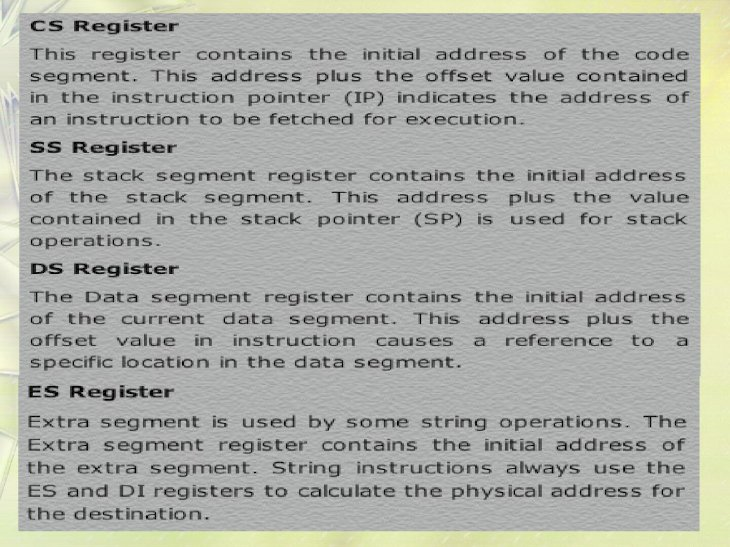 CS Register
This register contains the initial address of the code
segment. This address plus the offset value contained
in the instruction pointer (IP) indicates the address of
an instruction to be fetched for execution.
SS Register
The stack segment register contains the initial address
of the stack segment. This address plus the value
contained in the stack pointer (SP) is used for stack
operations.
DS Register
The Data segment register contains the initial address
of the current data segment. This address plus the
offset value in instruction causes a reference to a
specific location in the data segment.
ES Register
Extra segment is used by some string operations. The
Extra segment register contains the initial address of
the extra segment. String instructions always use the
ES and DI registers to calculate the physical address for
the destination.